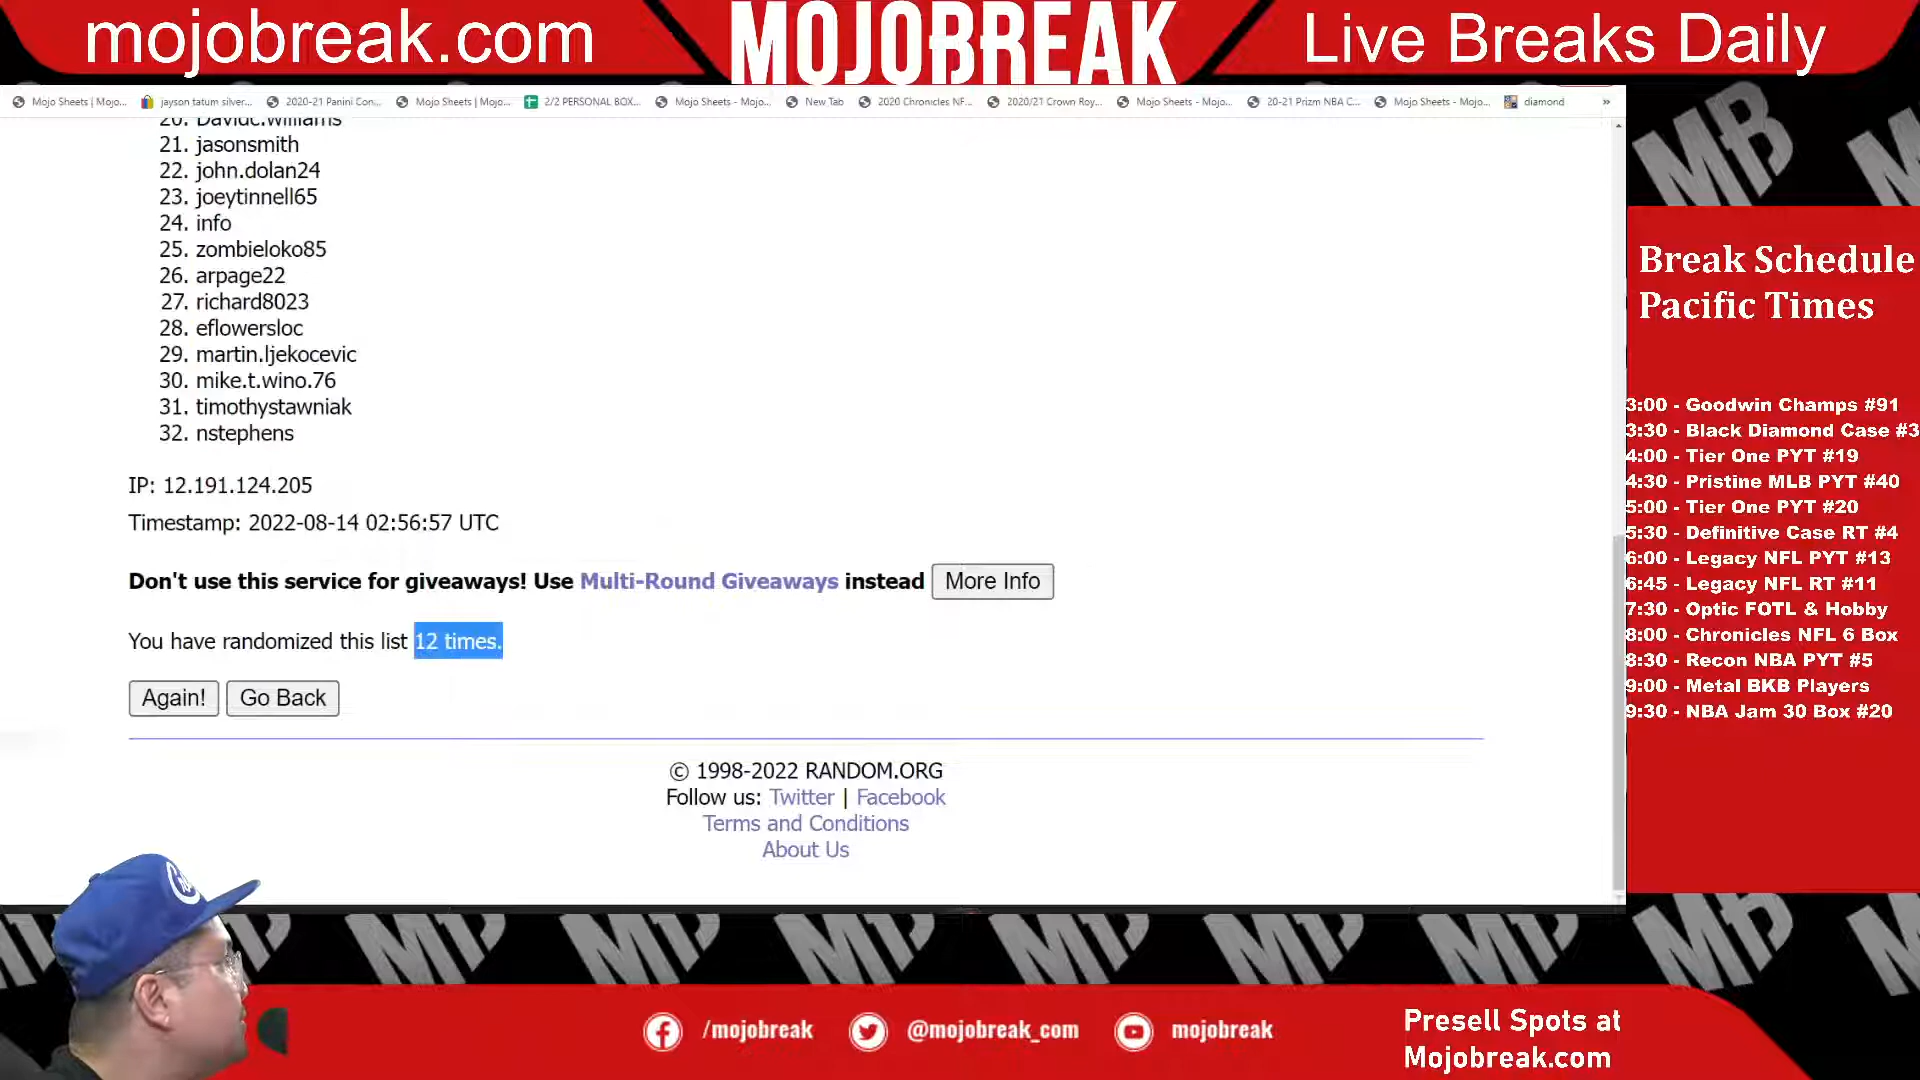 mojobreak.com
MOJOBREAK
Live Breaks Daily
Mojo Sheets | Mojo...
jayson tatum silver...
2020-21 Panini Con...
Mojo Sheets | Mojo...
2/2 PERSONAL BOX...
Mojo Sheets - Mojo...
New Tab
2020 Chronicles NF...
2020/21 Crown Roy...
Mojo Sheets - Mojo...
20-21 Prizm NBA C...
Mojo Sheets - Mojo...
diamond
»
20. Davidc.williams
21. jasonsmith
22. john.dolan24
23. joeytinnell65
24. info
25. zombieloko85
26. arpage22
27. richard8023
28. eflowersloc
29. martin.ljekocevic
30. mike.t.wino.76
31. timothystawniak
32. nstephens
IP: 12.191.124.205
Timestamp: 2022-08-14 02:56:57 UTC
Don't use this service for giveaways! Use Multi-Round Giveaways instead More Info
You have randomized this list 12 times.
Again! Go Back
© 1998-2022 RANDOM.ORG
Follow us: Twitter | Facebook
Terms and Conditions
About Us
Break Schedule
Pacific Times
3:00 - Goodwin Champs #91
3:30 - Black Diamond Case #3
4:00 - Tier One PYT #19
4:30 - Pristine MLB PYT #40
5:00 - Tier One PYT #20
5:30 - Definitive Case RT #4
6:00 - Legacy NFL PYT #13
6:45 - Legacy NFL RT #11
7:30 - Optic FOTL & Hobby
8:00 - Chronicles NFL 6 Box
8:30 - Recon NBA PYT #5
9:00 - Metal BKB Players
9:30 - NBA Jam 30 Box #20
/mojobreak
@mojobreak_com
mojobreak
Presell Spots at
Mojobreak.com